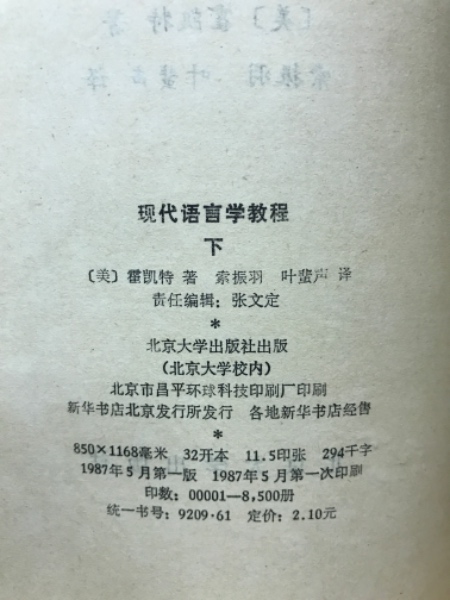 现代语言学教程
下
〔美〕霍凯特 著 索振羽 叶蜚声 译
责任编辑：张文定
*
北京大学出版社出版
（北京大学校内）
北京市昌平环球科技印刷厂印刷
新华书店北京发行所发行 各地新华书店经售
*
850×1168毫米 32开本 11.5印张 294千字
1987年5月第一版 1987年5月第一次印刷
印数：00001—8,500册
统一书号：9209·61 定价：2.10元